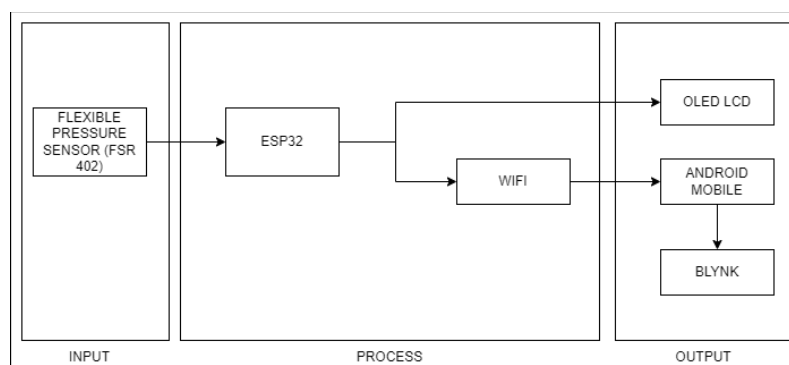 FLEXIBLE
PRESSURE
SENSOR (FSR
402)
ESP32
WIFI
OLED LCD
ANDROID
MOBILE
BLYNK
INPUT
PROCESS
OUTPUT